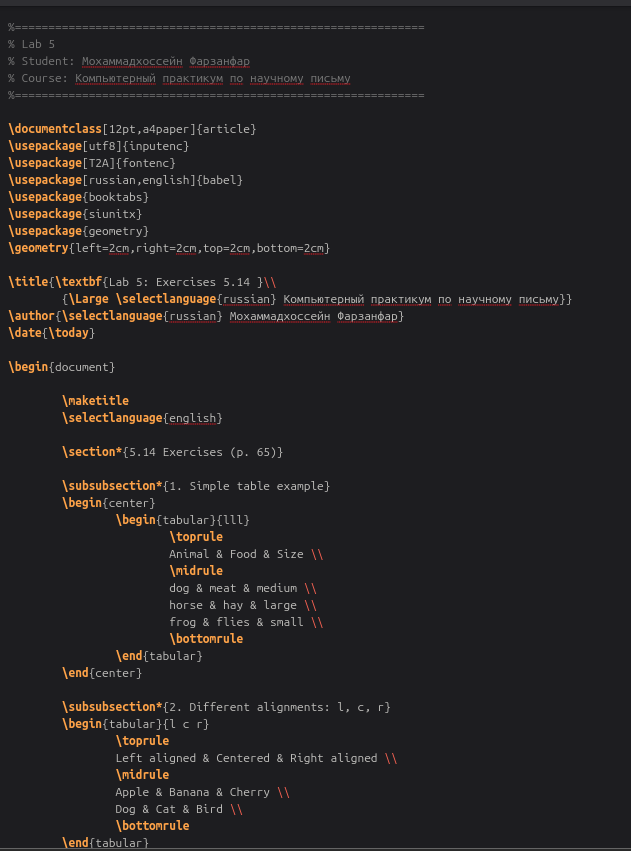 %=============================================================
% Lab 5
% Student: Мохаммадхоссейн Фарзанфар
% Course: Компьютерный практикум по научному письму
%=============================================================
\documentclass[12pt,a4paper]{article}
\usepackage[utf8]{inputenc}
\usepackage[T2A]{fontenc}
\usepackage[russian,english]{babel}
\usepackage{booktabs}
\usepackage{siunitx}
\usepackage{geometry}
\geometry{left=2cm,right=2cm,top=2cm,bottom=2cm}
\title{\textbf{Lab 5: Exercises 5.14 }\\
{\Large \selectlanguage{russian} Компьютерный практикум по научному письму}}
\author{\selectlanguage{russian} Мохаммадхоссейн Фарзанфар}
\date{\today}
\begin{document}
\maketitle
\selectlanguage{english}
\section*{5.14 Exercises (p. 65)}
\subsubsection*{1. Simple table example}
\begin{center}
\begin{tabular}{lll}
\toprule
Animal & Food & Size \\
\midrule
dog & meat & medium \\
horse & hay & large \\
frog & flies & small \\
\bottomrule
\end{tabular}
\end{center}
\subsubsection*{2. Different alignments: l, c, r}
\begin{tabular}{l c r}
\toprule
Left aligned & Centered & Right aligned \\
\midrule
Apple & Banana & Cherry \\
Dog & Cat & Bird \\
\bottomrule
\end{tabular}